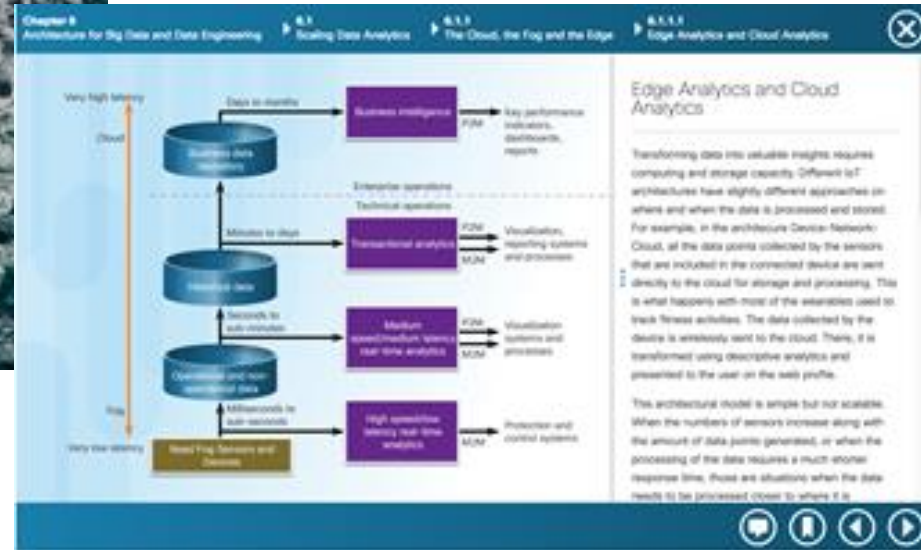 Chapter 6
Architecture for Big Data and Data Engineering
6.1
Scaling Data Analytics
6.1.1
The Cloud, the Fog and the Edge
6.1.1.1
Edge Analytics and Cloud Analytics
Very high latency
Cloud
Fog
Very low latency
Days to months
Business data
Business intelligence
P2M
Key performance
indicators,
dashboards,
reports
Enterprise operations
Technical operations
Minutes to days
Historical data
Transactional analytics
P2M
M2M
Visualization,
reporting systems
and processes
Seconds to
sub-minutes
Operational and non-
operational data
Medium
speed/medium latency
real-time analytics
P2M
M2M
Visualization
systems and
processes
Milliseconds to
sub-seconds
Fog Sensors and
Devices
High speed/low
latency real-time
analytics
M2M
Protection and
control systems
Edge Analytics and Cloud
Analytics
Transforming data into valuable insights requires
computing and storage capacity. Different IoT
architectures have slightly different approaches on
where and when the data is processed and stored.
For example, in the architecure Device-Network-
Cloud, all the data points collected by the sensors
that are included in the connected device are sent
directly to the cloud for storage and processing. This
is what happens with most of the wearables used to
track fitness activities. The data collected by the
device is wirelessly sent to the cloud. There, it is
transformed using descriptive analytics and
presented to the user on the web profile.
This architectural model is simple but not scalable.
When the numbers of sensors increase along with
the amount of data points generated, or when the
processing of the data requires a much shorter
response time, those are situations when the data
needs to be processed closer to where it is